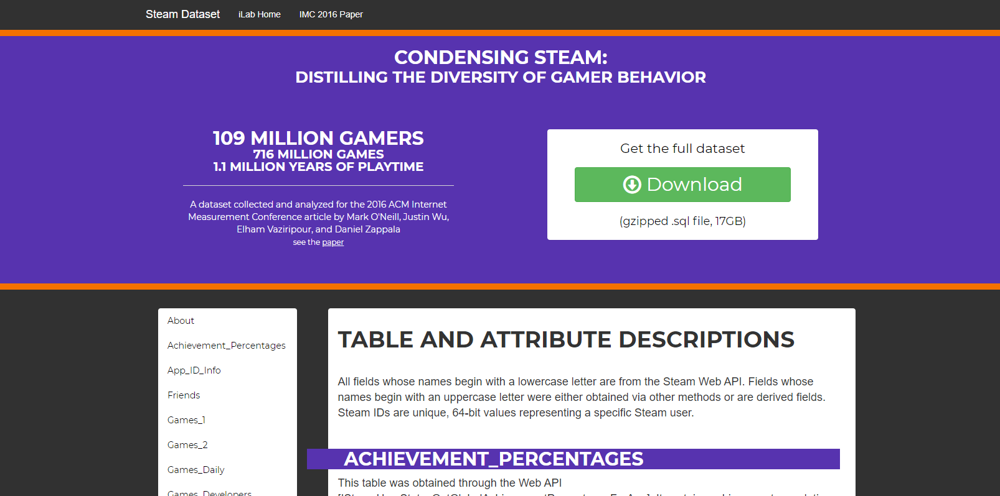 Steam Dataset iLab Home IMC 2016 Paper
CONDENSING STEAM:
DISTILLING THE DIVERSITY OF GAMER BEHAVIOR
109 MILLION GAMERS
716 MILLION GAMES
1.1 MILLION YEARS OF PLAYTIME
A dataset collected and analyzed for the 2016 ACM Internet
Measurement Conference article by Mark O'Neill, Justin Wu,
Elham Vaziripour, and Daniel Zappala
see the paper
Get the full dataset
Download
(gzipped .sql file, 17GB)
About
Achievement_Percentages
App_ID_Info
Friends
Games_1
Games_2
Games_Daily
Games_Developers
TABLE AND ATTRIBUTE DESCRIPTIONS
All fields whose names begin with a lowercase letter are from the Steam Web API. Fields whose
names begin with an uppercase letter were either obtained via other methods or are derived fields.
Steam IDs are unique, 64-bit values representing a specific Steam user.
ACHIEVEMENT_PERCENTAGES
This table was obtained through the Web API